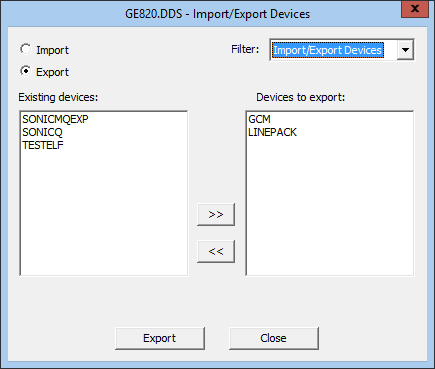 GE820.DDS - Import/Export Devices
x
Import
Filter: Import/Export Devices
Export
Existing devices: Devices to export:
SONICMQEXP GCM
SONICQ LINEPACK
TESTELF
>>
<<
Export Close